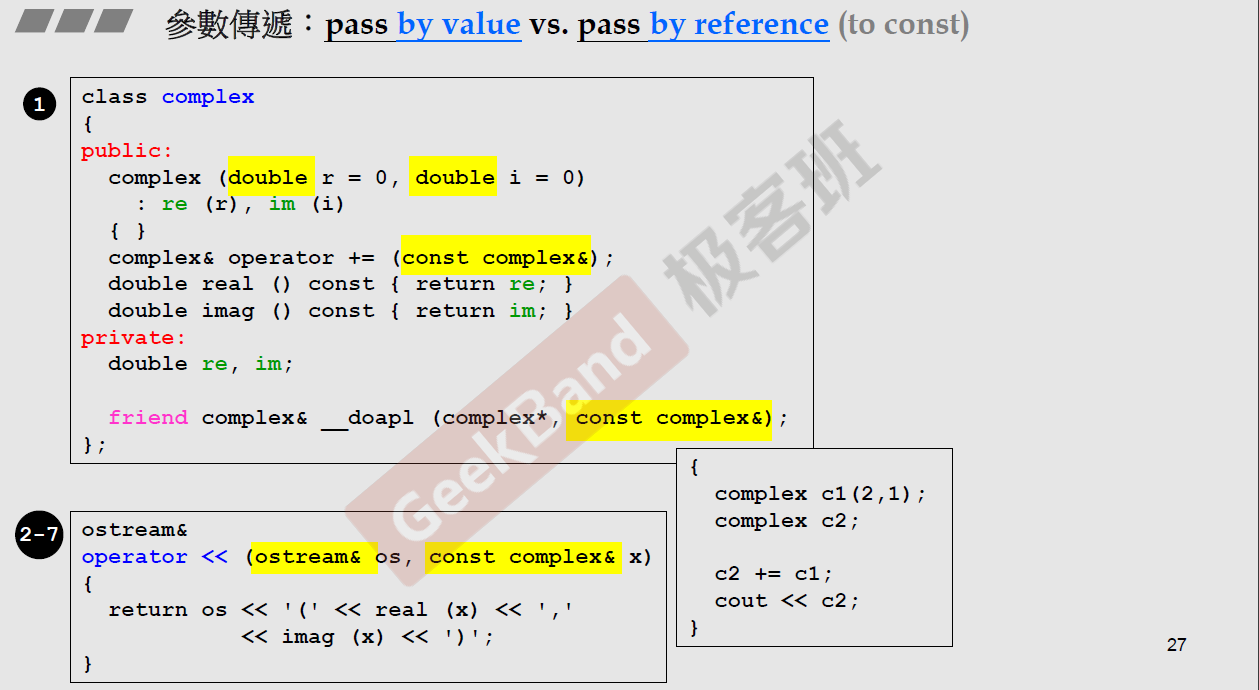 參數傳遞：pass by value vs. pass by reference (to const)
1
class complex
{
public:
complex (double r = 0, double i = 0)
: re (r), im (i)
{ }
complex& operator += (const complex&);
double real () const { return re; }
double imag () const { return im; }
private:
double re, im;
friend complex& __doapl (complex*, const complex&);
};
{
complex c1(2,1);
complex c2;
c2 += c1;
cout << c2;
}
2-7
ostream&
operator << (ostream& os, const complex& x)
{
return os << '(' << real (x) << ','
<< imag (x) << ')';
}
GeekBand 极客班
27